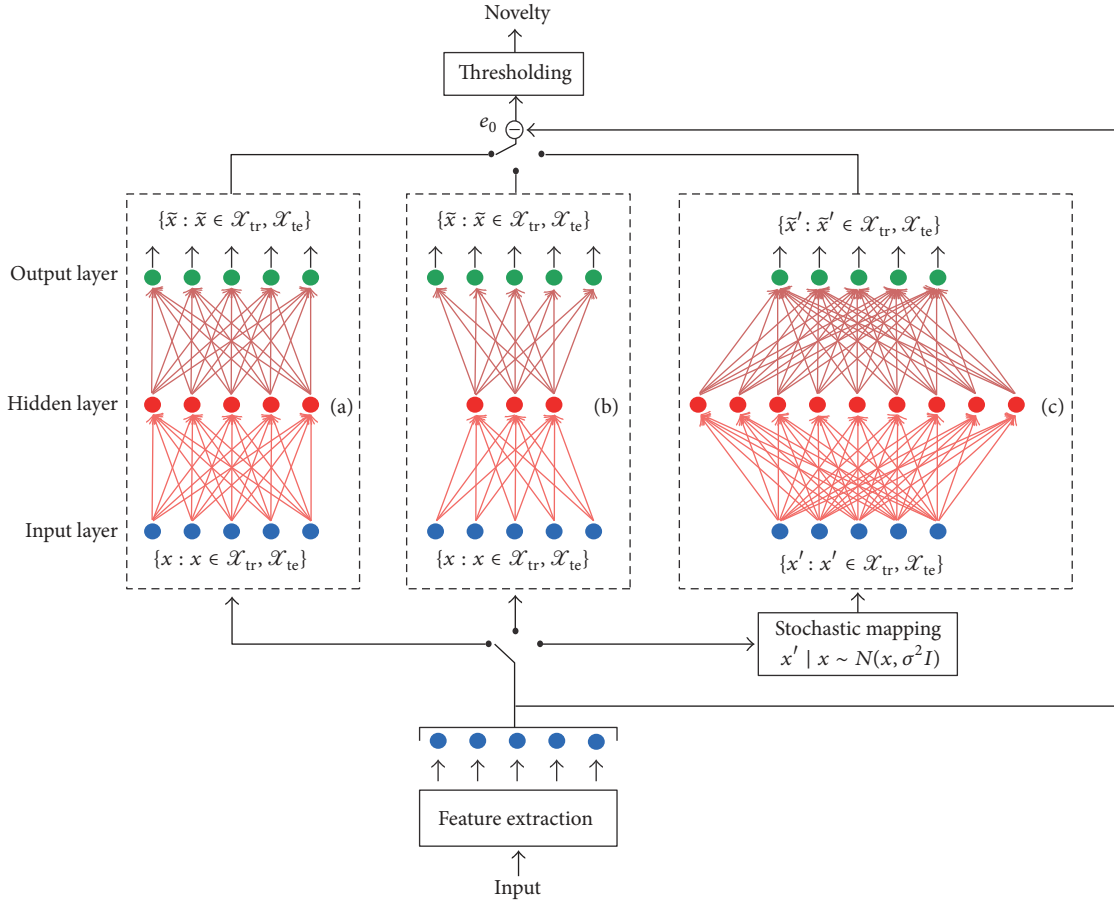 Novelty
Thresholding
e₀
−
{x̃ : x̃ ∈ 𝒳ₜᵣ, 𝒳ₜₑ}
{x̃ : x̃ ∈ 𝒳ₜᵣ, 𝒳ₜₑ}
{x̃′ : x̃′ ∈ 𝒳ₜᵣ, 𝒳ₜₑ}
Output layer
Hidden layer
(a)
(b)
(c)
Input layer
{x : x ∈ 𝒳ₜᵣ, 𝒳ₜₑ}
{x : x ∈ 𝒳ₜᵣ, 𝒳ₜₑ}
{x′ : x′ ∈ 𝒳ₜᵣ, 𝒳ₜₑ}
Stochastic mapping
x′ | x ~ N(x, σ²I)
Feature extraction
Input